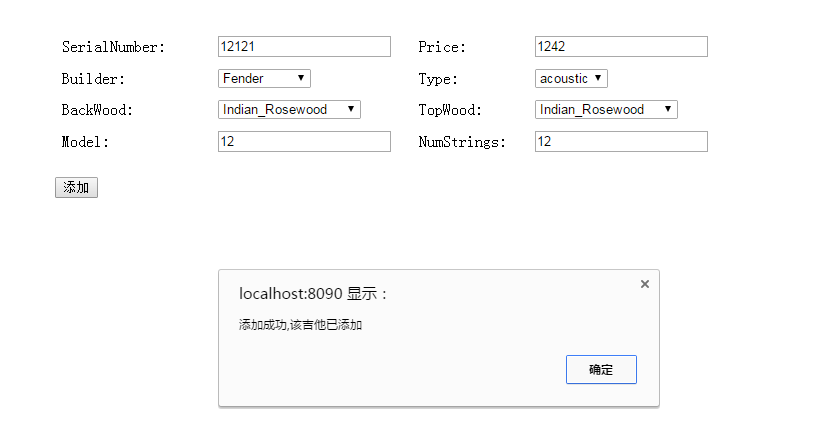 SerialNumber: 12121 Price: 1242
Builder: Fender Type: acoustic
BackWood: Indian_Rosewood TopWood: Indian_Rosewood
Model: 12 NumStrings: 12
添加
localhost:8090 显示：
添加成功,该吉他已添加
确定